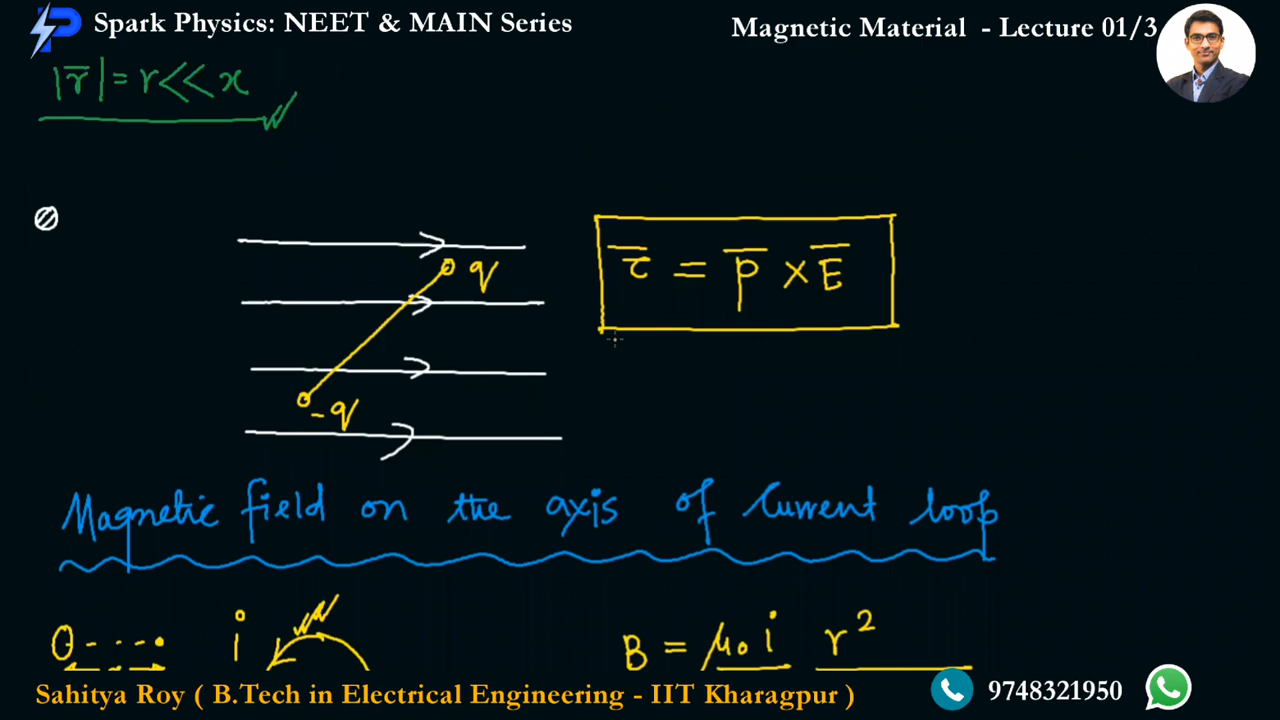 Spark Physics: NEET & MAIN Series
Magnetic Material - Lecture 01/3
|r̅| = r << x
q
τ̅ = p̅ × E̅
-q
Magnetic field on the axis of Current loop
i
B = μ₀ i r²
Sahitya Roy ( B.Tech in Electrical Engineering - IIT Kharagpur )
9748321950